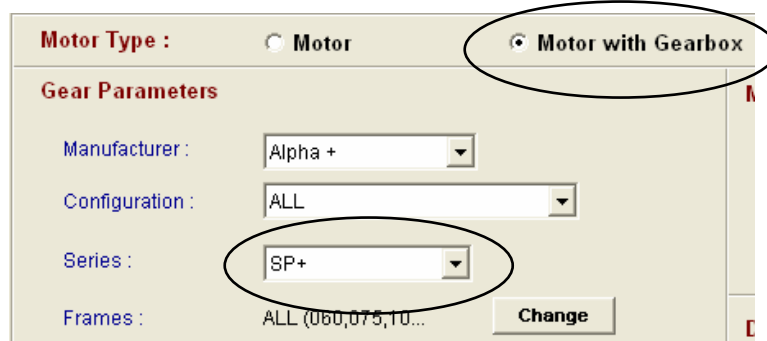 Motor Type : Motor Motor with Gearbox
Gear Parameters
Manufacturer : Alpha +
Configuration : ALL
Series : SP+
Frames : ALL (060,075,10... Change